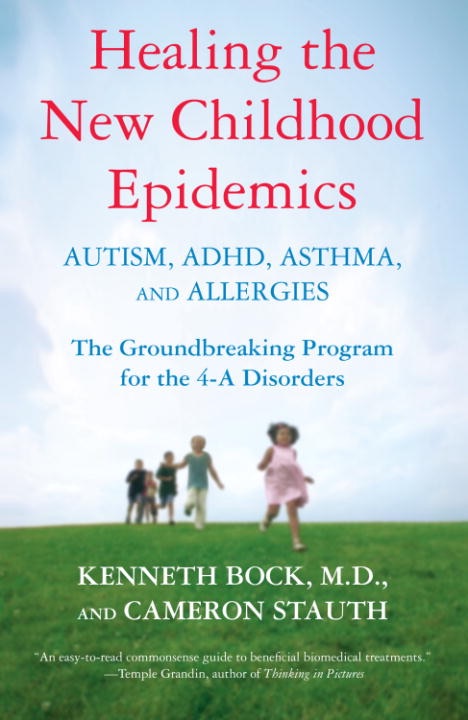 Healing the
New Childhood
Epidemics
AUTISM, ADHD, ASTHMA,
AND ALLERGIES
The Groundbreaking Program
for the 4-A Disorders
KENNETH BOCK, M.D.,
AND CAMERON STAUTH
“An easy-to-read commonsense guide to beneficial biomedical treatments.”
—Temple Grandin, author of Thinking in Pictures